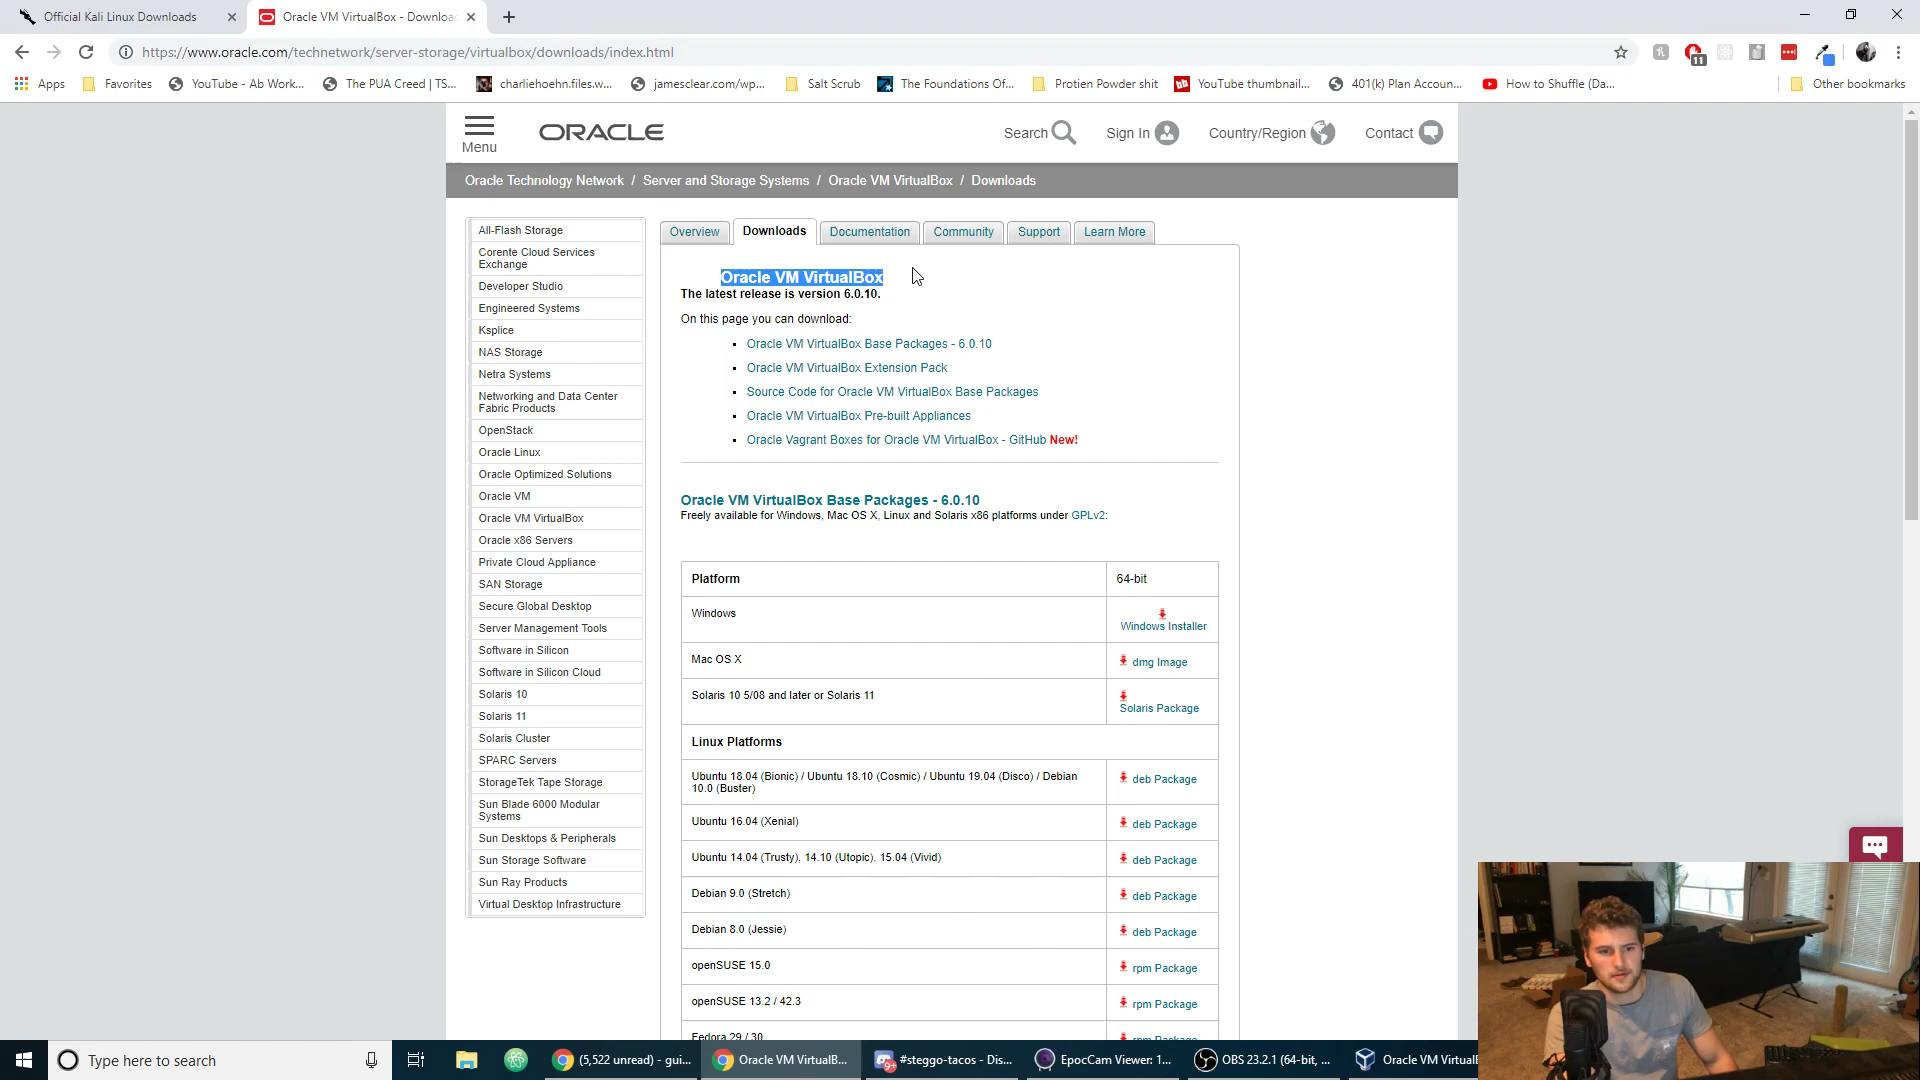 Official Kali Linux Downloads
Oracle VM VirtualBox - Downloa
https://www.oracle.com/technetwork/server-storage/virtualbox/downloads/index.html
11
Apps
Favorites
YouTube - Ab Work...
The PUA Creed | TS...
charliehoehn.files.w...
jamesclear.com/wp...
Salt Scrub
The Foundations Of...
Protien Powder shit
YouTube thumbnail...
401(k) Plan Accoun...
How to Shuffle (Da...
Other bookmarks
Menu
ORACLE
Search
Sign In
Country/Region
Contact
Oracle Technology Network / Server and Storage Systems / Oracle VM VirtualBox / Downloads
All-Flash Storage
Corente Cloud Services
Exchange
Developer Studio
Engineered Systems
Ksplice
NAS Storage
Netra Systems
Networking and Data Center
Fabric Products
OpenStack
Oracle Linux
Oracle Optimized Solutions
Oracle VM
Oracle VM VirtualBox
Oracle x86 Servers
Private Cloud Appliance
SAN Storage
Secure Global Desktop
Server Management Tools
Software in Silicon
Software in Silicon Cloud
Solaris 10
Solaris 11
Solaris Cluster
SPARC Servers
StorageTek Tape Storage
Sun Blade 6000 Modular
Systems
Sun Desktops & Peripherals
Sun Storage Software
Sun Ray Products
Virtual Desktop Infrastructure
Overview
Downloads
Documentation
Community
Support
Learn More
Oracle VM VirtualBox
The latest release is version 6.0.10.
On this page you can download:
Oracle VM VirtualBox Base Packages - 6.0.10
Oracle VM VirtualBox Extension Pack
Source Code for Oracle VM VirtualBox Base Packages
Oracle VM VirtualBox Pre-built Appliances
Oracle Vagrant Boxes for Oracle VM VirtualBox - GitHub New!
Oracle VM VirtualBox Base Packages - 6.0.10
Freely available for Windows, Mac OS X, Linux and Solaris x86 platforms under GPLv2:
Platform 64-bit
Windows
Windows Installer
Mac OS X dmg Image
Solaris 10 5/08 and later or Solaris 11
Solaris Package
Linux Platforms
Ubuntu 18.04 (Bionic) / Ubuntu 18.10 (Cosmic) / Ubuntu 19.04 (Disco) / Debian
10.0 (Buster)
deb Package
Ubuntu 16.04 (Xenial) deb Package
Ubuntu 14.04 (Trusty), 14.10 (Utopic), 15.04 (Vivid) deb Package
Debian 9.0 (Stretch) deb Package
Debian 8.0 (Jessie) deb Package
openSUSE 15.0 rpm Package
openSUSE 13.2 / 42.3 rpm Package
Fedora 29 / 30 rpm Package
Type here to search
(5,522 unread) - gui...
Oracle VM VirtualB...
9+
#steggo-tacos - Dis...
EpocCam Viewer: 1...
OBS 23.2.1 (64-bit, ...
Oracle VM Virtual